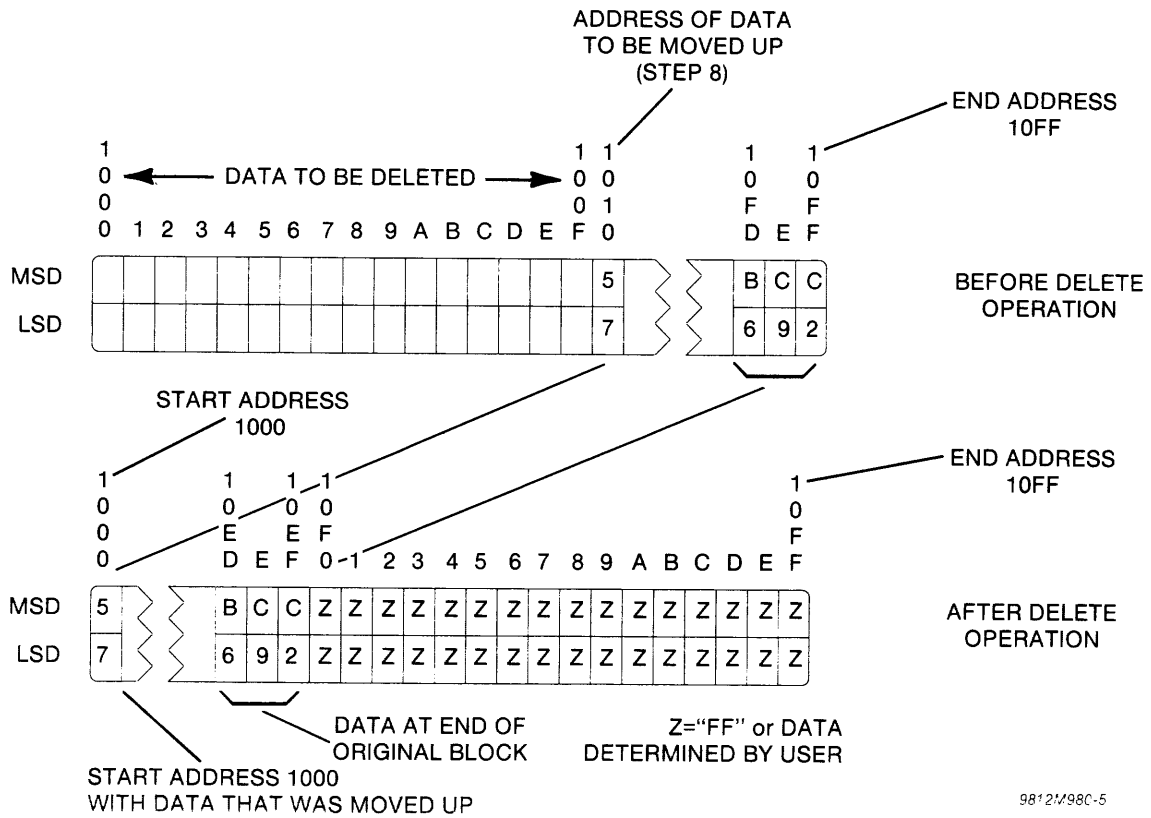 ADDRESS OF DATA
TO BE MOVED UP
(STEP 8)
END ADDRESS
10FF
1 1 1 1 1
0 DATA TO BE DELETED 0 0 0 0
0 0 1 F F
0 1 2 3 4 5 6 7 8 9 A B C D E F 0 D E F
MSD 5 B C C
LSD 7 6 9 2
BEFORE DELETE
OPERATION
START ADDRESS
1000
END ADDRESS
10FF
1 1 1 1 1
0 0 0 0 0
0 E E F F
0 D E F 0 1 2 3 4 5 6 7 8 9 A B C D E F
MSD 5 B C C Z Z Z Z Z Z Z Z Z Z Z Z Z Z Z Z
LSD 7 6 9 2 Z Z Z Z Z Z Z Z Z Z Z Z Z Z Z Z
AFTER DELETE
OPERATION
DATA AT END OF
ORIGINAL BLOCK
Z="FF" or DATA
DETERMINED BY USER
START ADDRESS 1000
WITH DATA THAT WAS MOVED UP